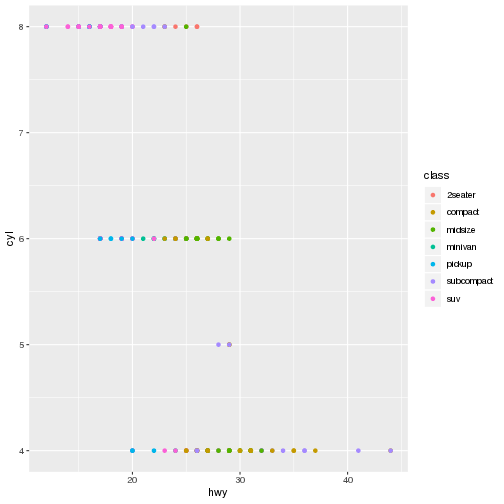 8
7
6
5
4
cyl
20
30
40
hwy
class
2seater
compact
midsize
minivan
pickup
subcompact
suv